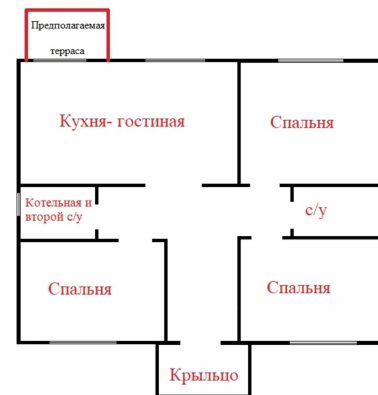 Предполагаемая
терраса
Кухня- гостиная
Спальня
Котельная и
второй с/у
с/у
Спальня
Спальня
Крыльцо